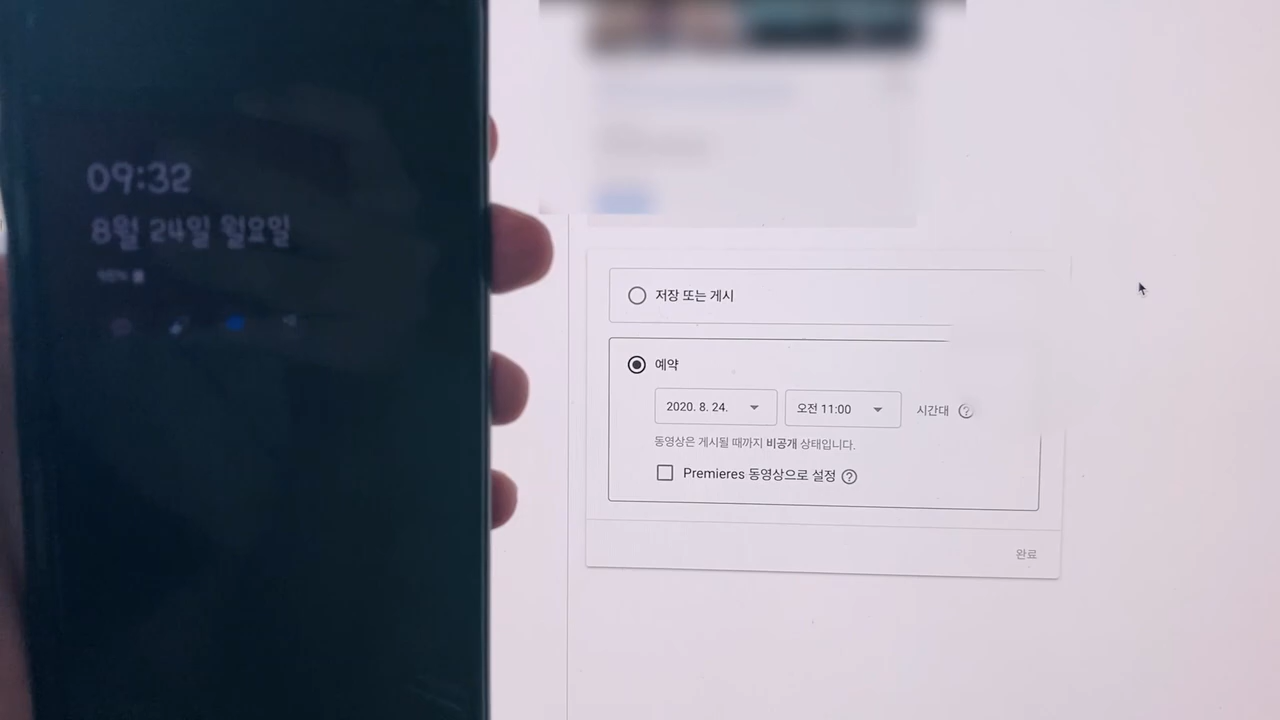 09:32
8월 24일 월요일
저장 또는 게시
예약
2020. 8. 24.
오전 11:00
시간대
동영상은 게시될 때까지 비공개 상태입니다.
Premieres 동영상으로 설정
완료